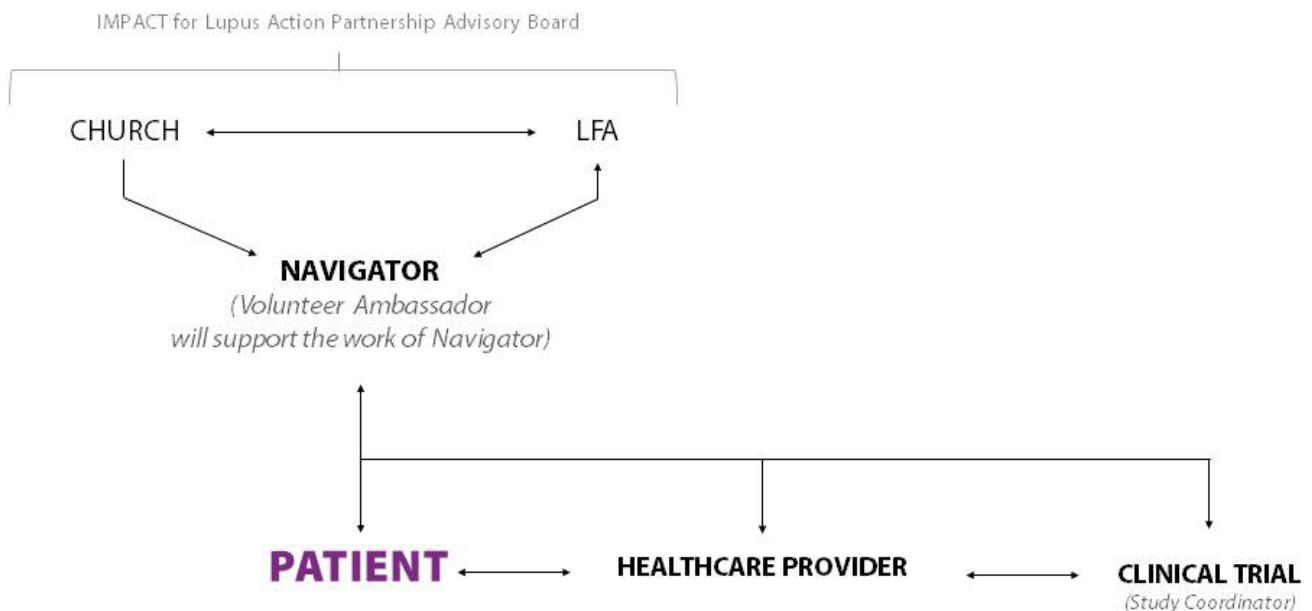 IMPACT for Lupus Action Partnership Advisory Board
CHURCH
LFA
NAVIGATOR
(Volunteer Ambassador
will support the work of Navigator)
PATIENT
HEALTHCARE PROVIDER
CLINICAL TRIAL
(Study Coordinator)